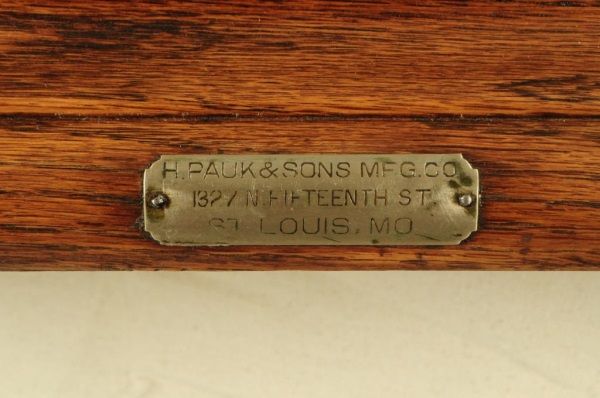 H. PAUK & SONS MFG. CO.
1327 N. FIFTEENTH ST.
ST. LOUIS, MO.